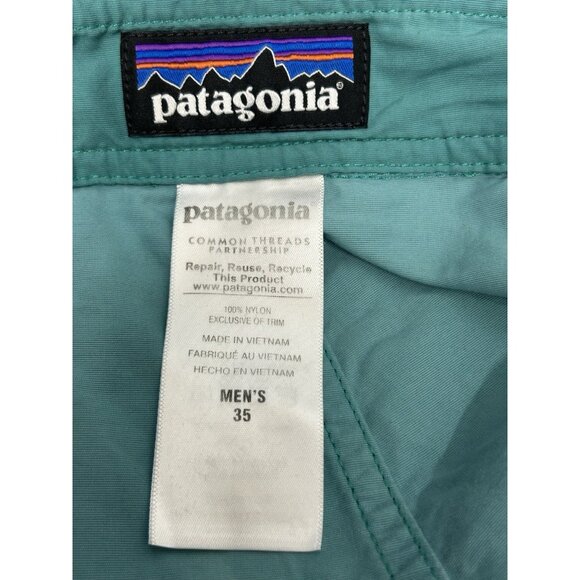 patagonia®
patagonia
COMMON THREADS
PARTNERSHIP
Repair, Reuse, Recycle
This Product
www.patagonia.com
100% NYLON
EXCLUSIVE OF TRIM
MADE IN VIETNAM
FABRIQUÉ AU VIETNAM
HECHO EN VIETNAM
MEN'S
35